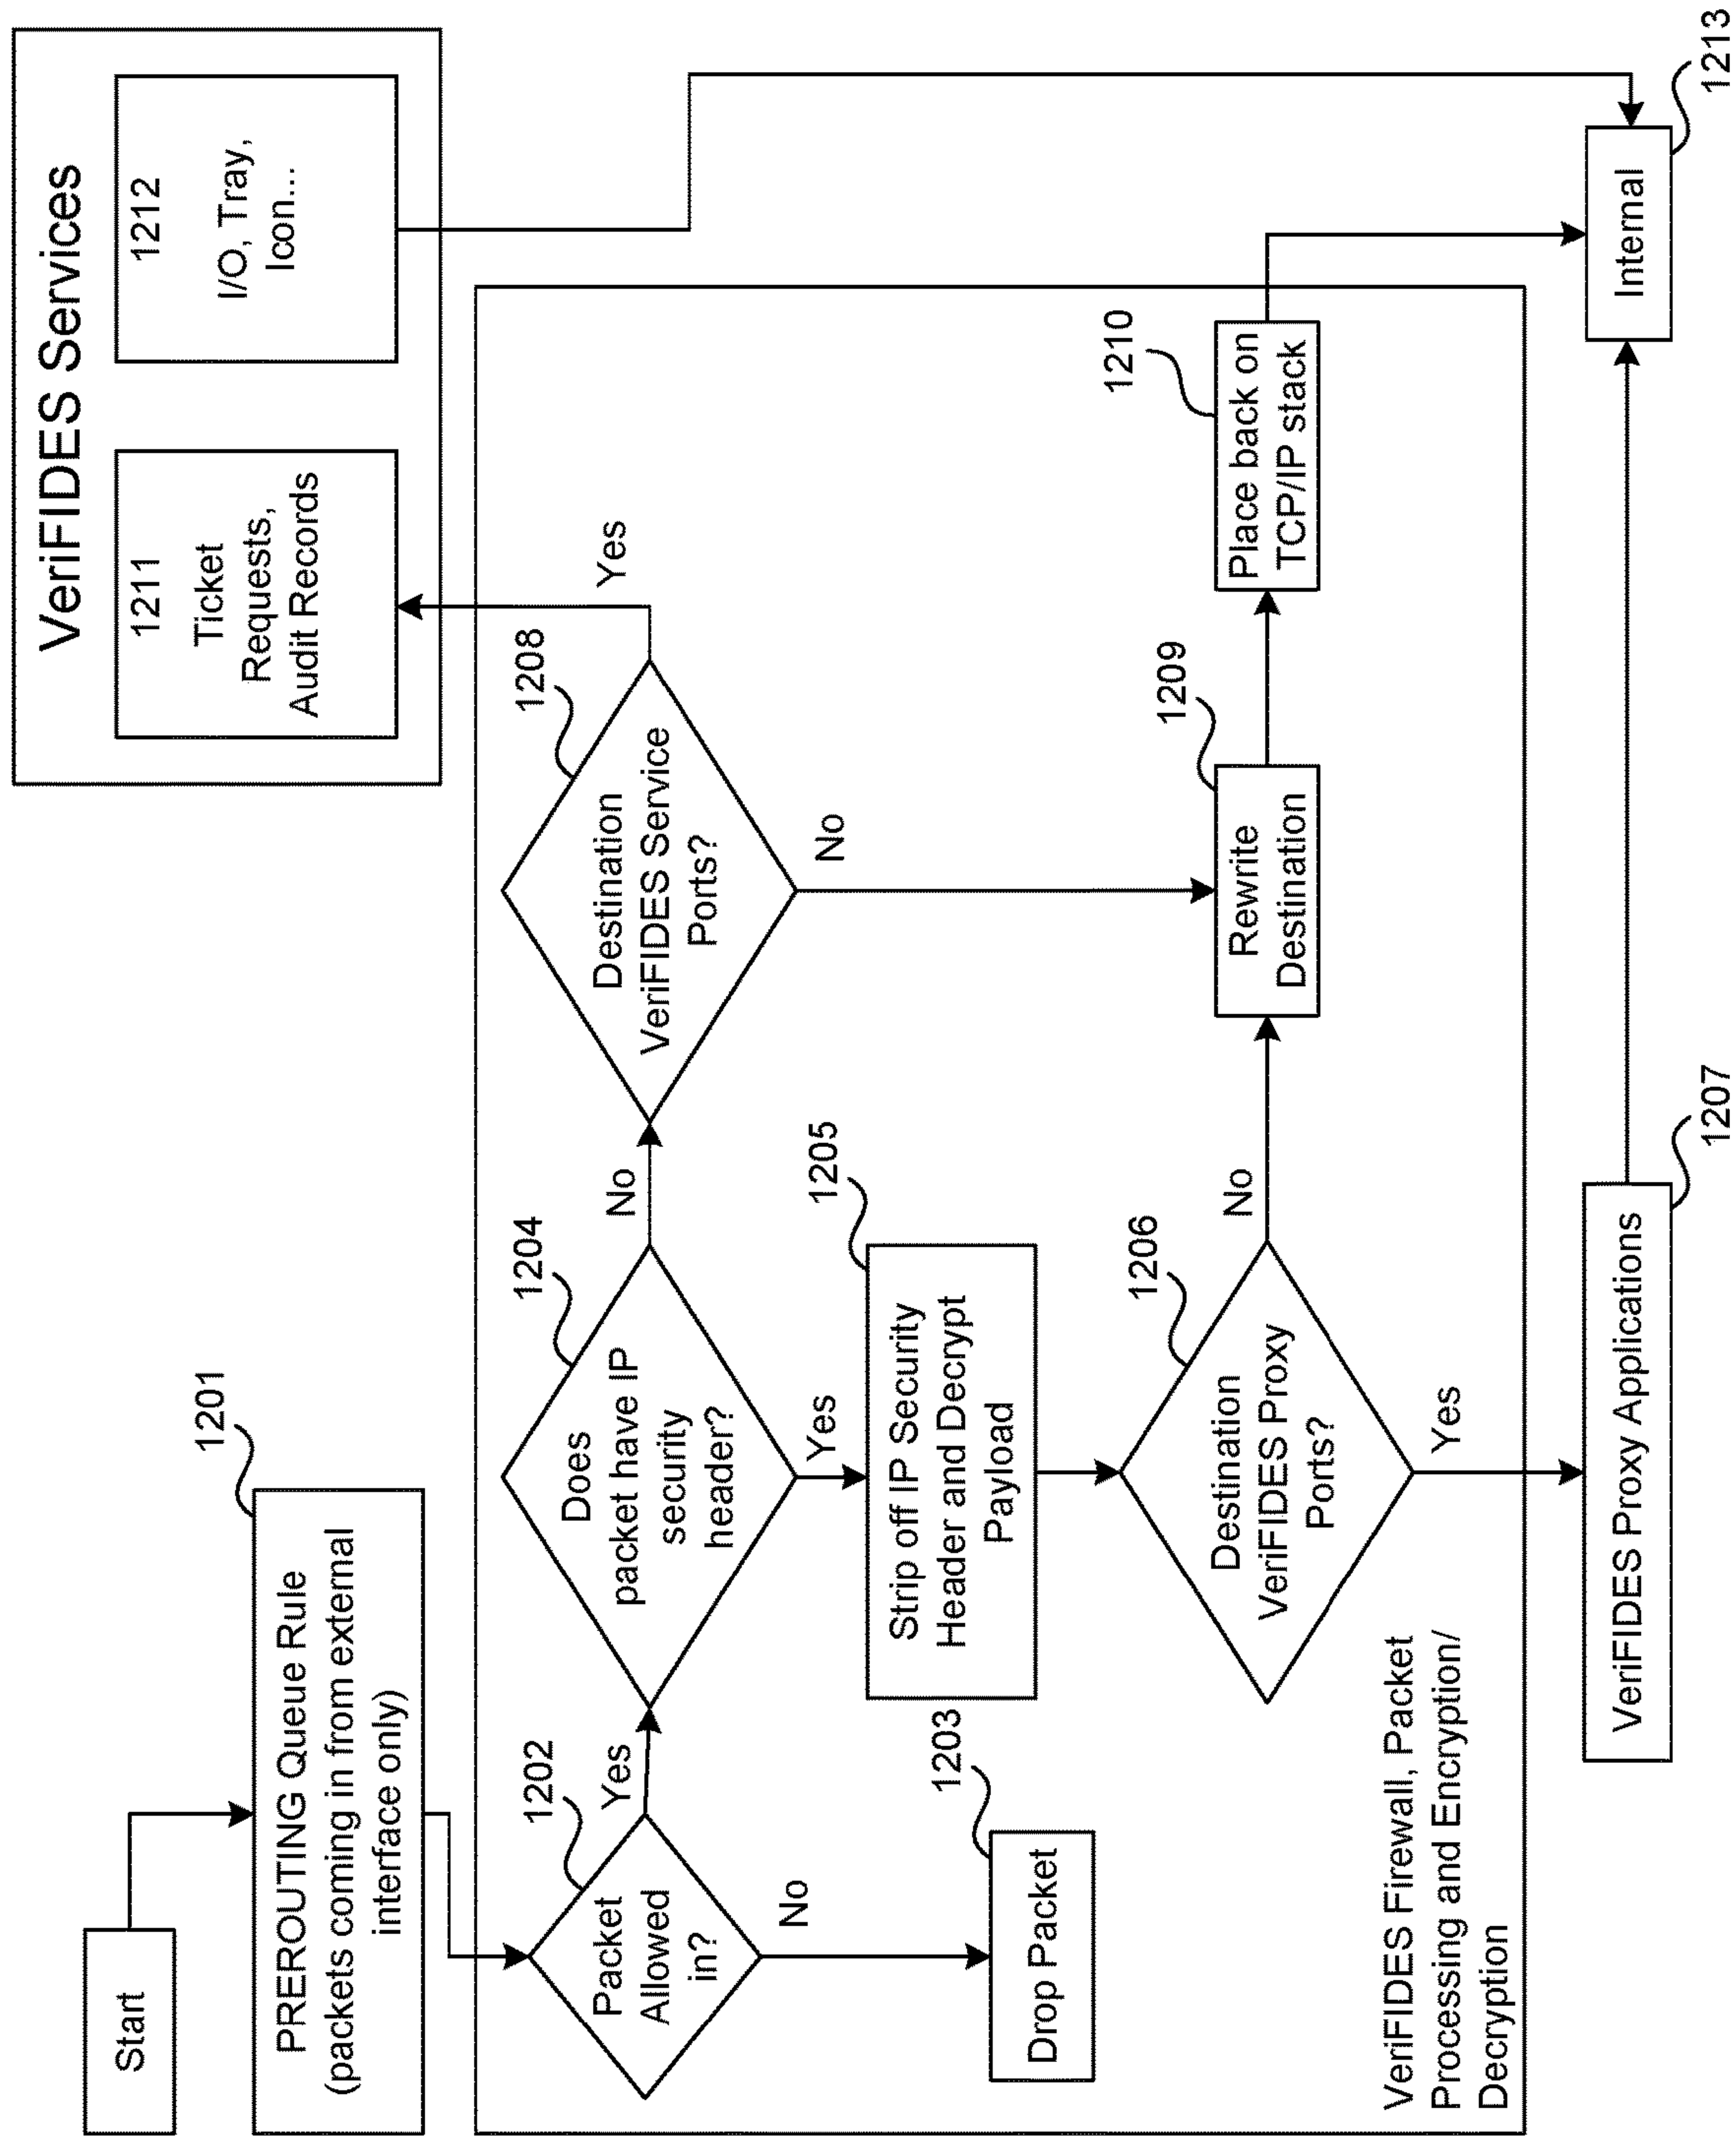 Start
1201
PREROUTING Queue Rule
(packets coming in from external
interface only)
VeriFIDES Services
1211
Ticket
Requests,
Audit Records
1212
I/O, Tray,
Icon...
1202
Packet
Allowed
in?
Yes
No
1203
Drop Packet
1204
Does
packet have IP
security
header?
No
Yes
1208
Destination
VeriFIDES Service
Ports?
Yes
No
1205
Strip off IP Security
Header and Decrypt
Payload
1206
Destination
VeriFIDES Proxy
Ports?
No
Yes
1209
Rewrite
Destination
1210
Place back on
TCP/IP stack
VeriFIDES Firewall, Packet
Processing and Encryption/
Decryption
VeriFIDES Proxy Applications
1207
Internal
1213